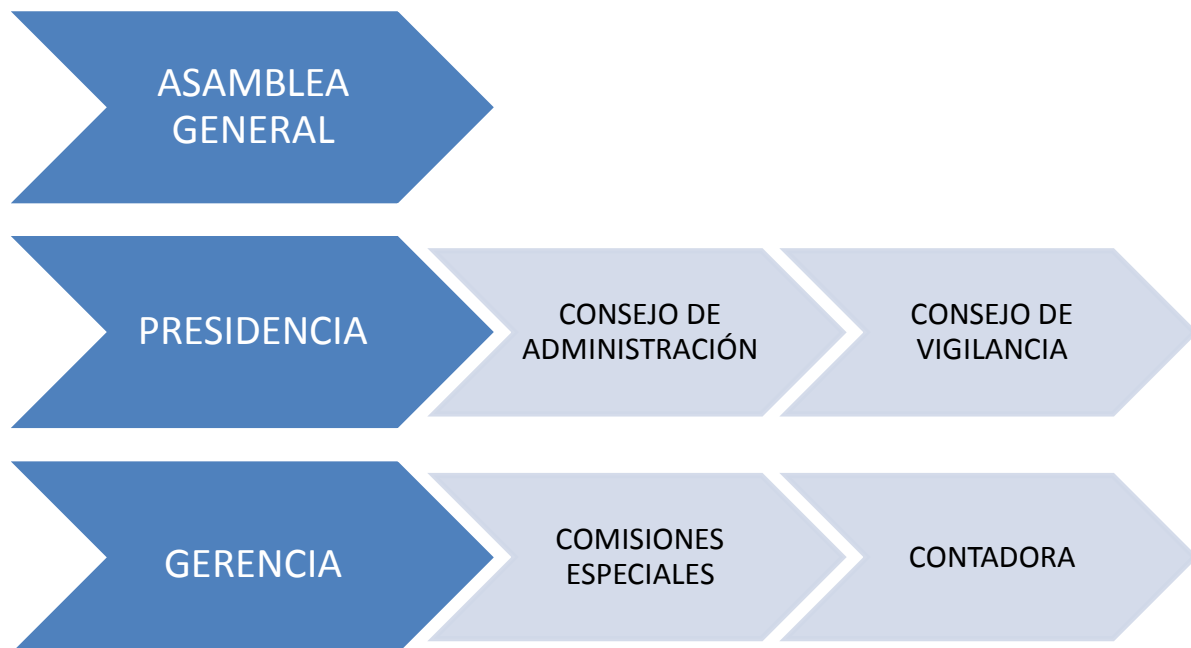 ASAMBLEA
GENERAL
PRESIDENCIA
CONSEJO DE
ADMINISTRACIÓN
CONSEJO DE
VIGILANCIA
GERENCIA
COMISIONES
ESPECIALES
CONTADORA